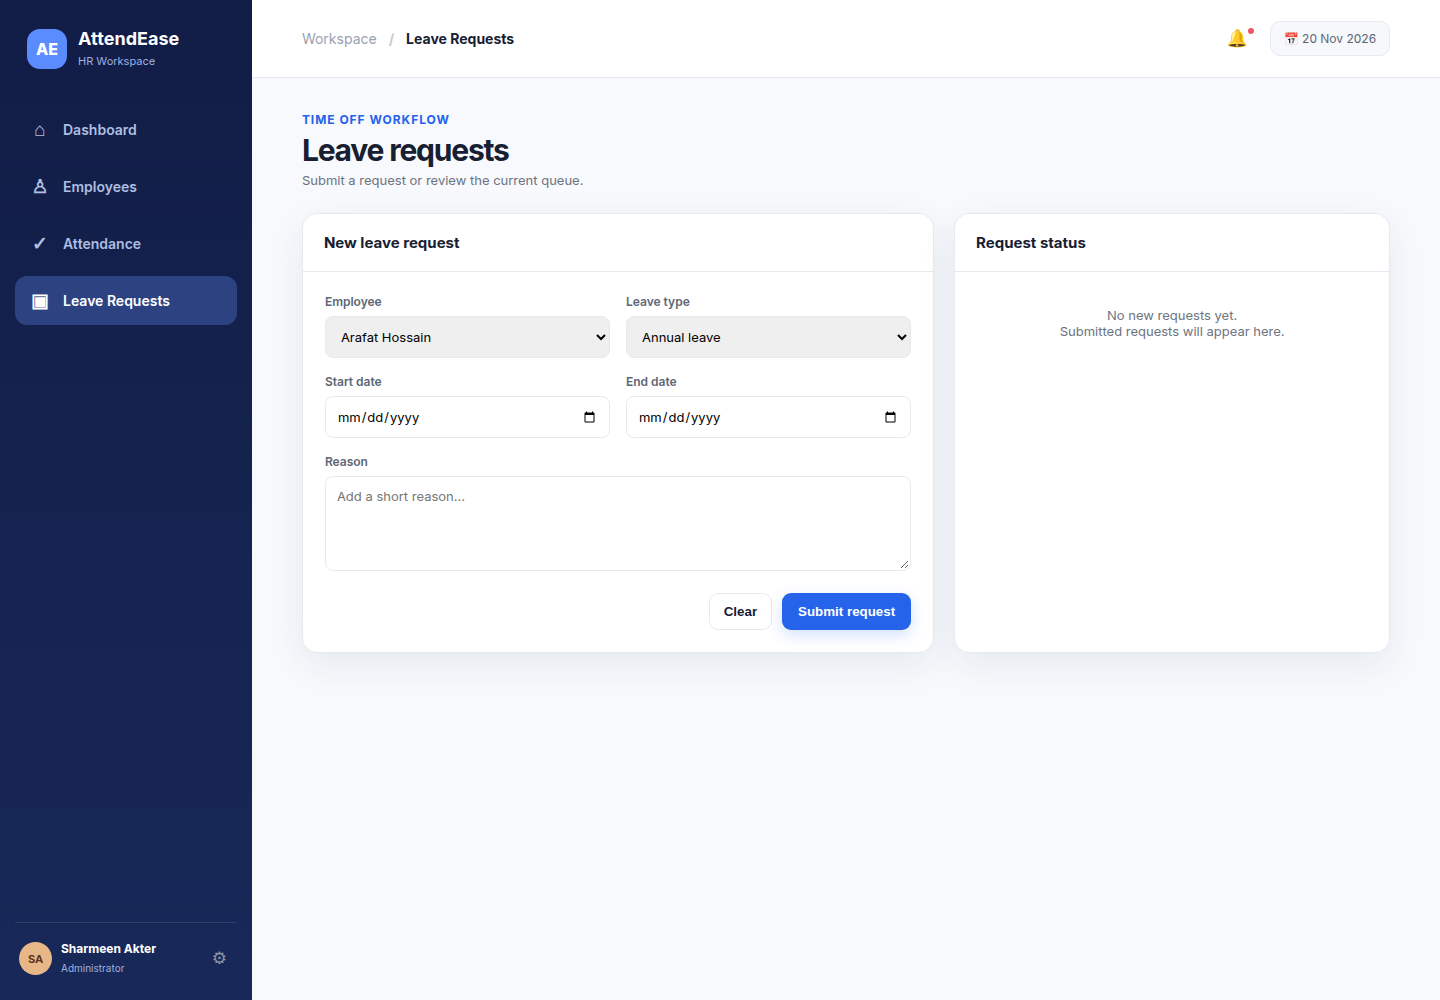 AE
AttendEase
HR Workspace
Dashboard
Employees
Attendance
Leave Requests
SA
Sharmeen Akter
Administrator
Workspace / Leave Requests
20 Nov 2026
TIME OFF WORKFLOW
Leave requests
Submit a request or review the current queue.
New leave request
Employee
Leave type
Arafat Hossain
Annual leave
Start date
End date
mm/dd/yyyy
mm/dd/yyyy
Reason
Add a short reason...
Clear
Submit request
Request status
No new requests yet.
Submitted requests will appear here.